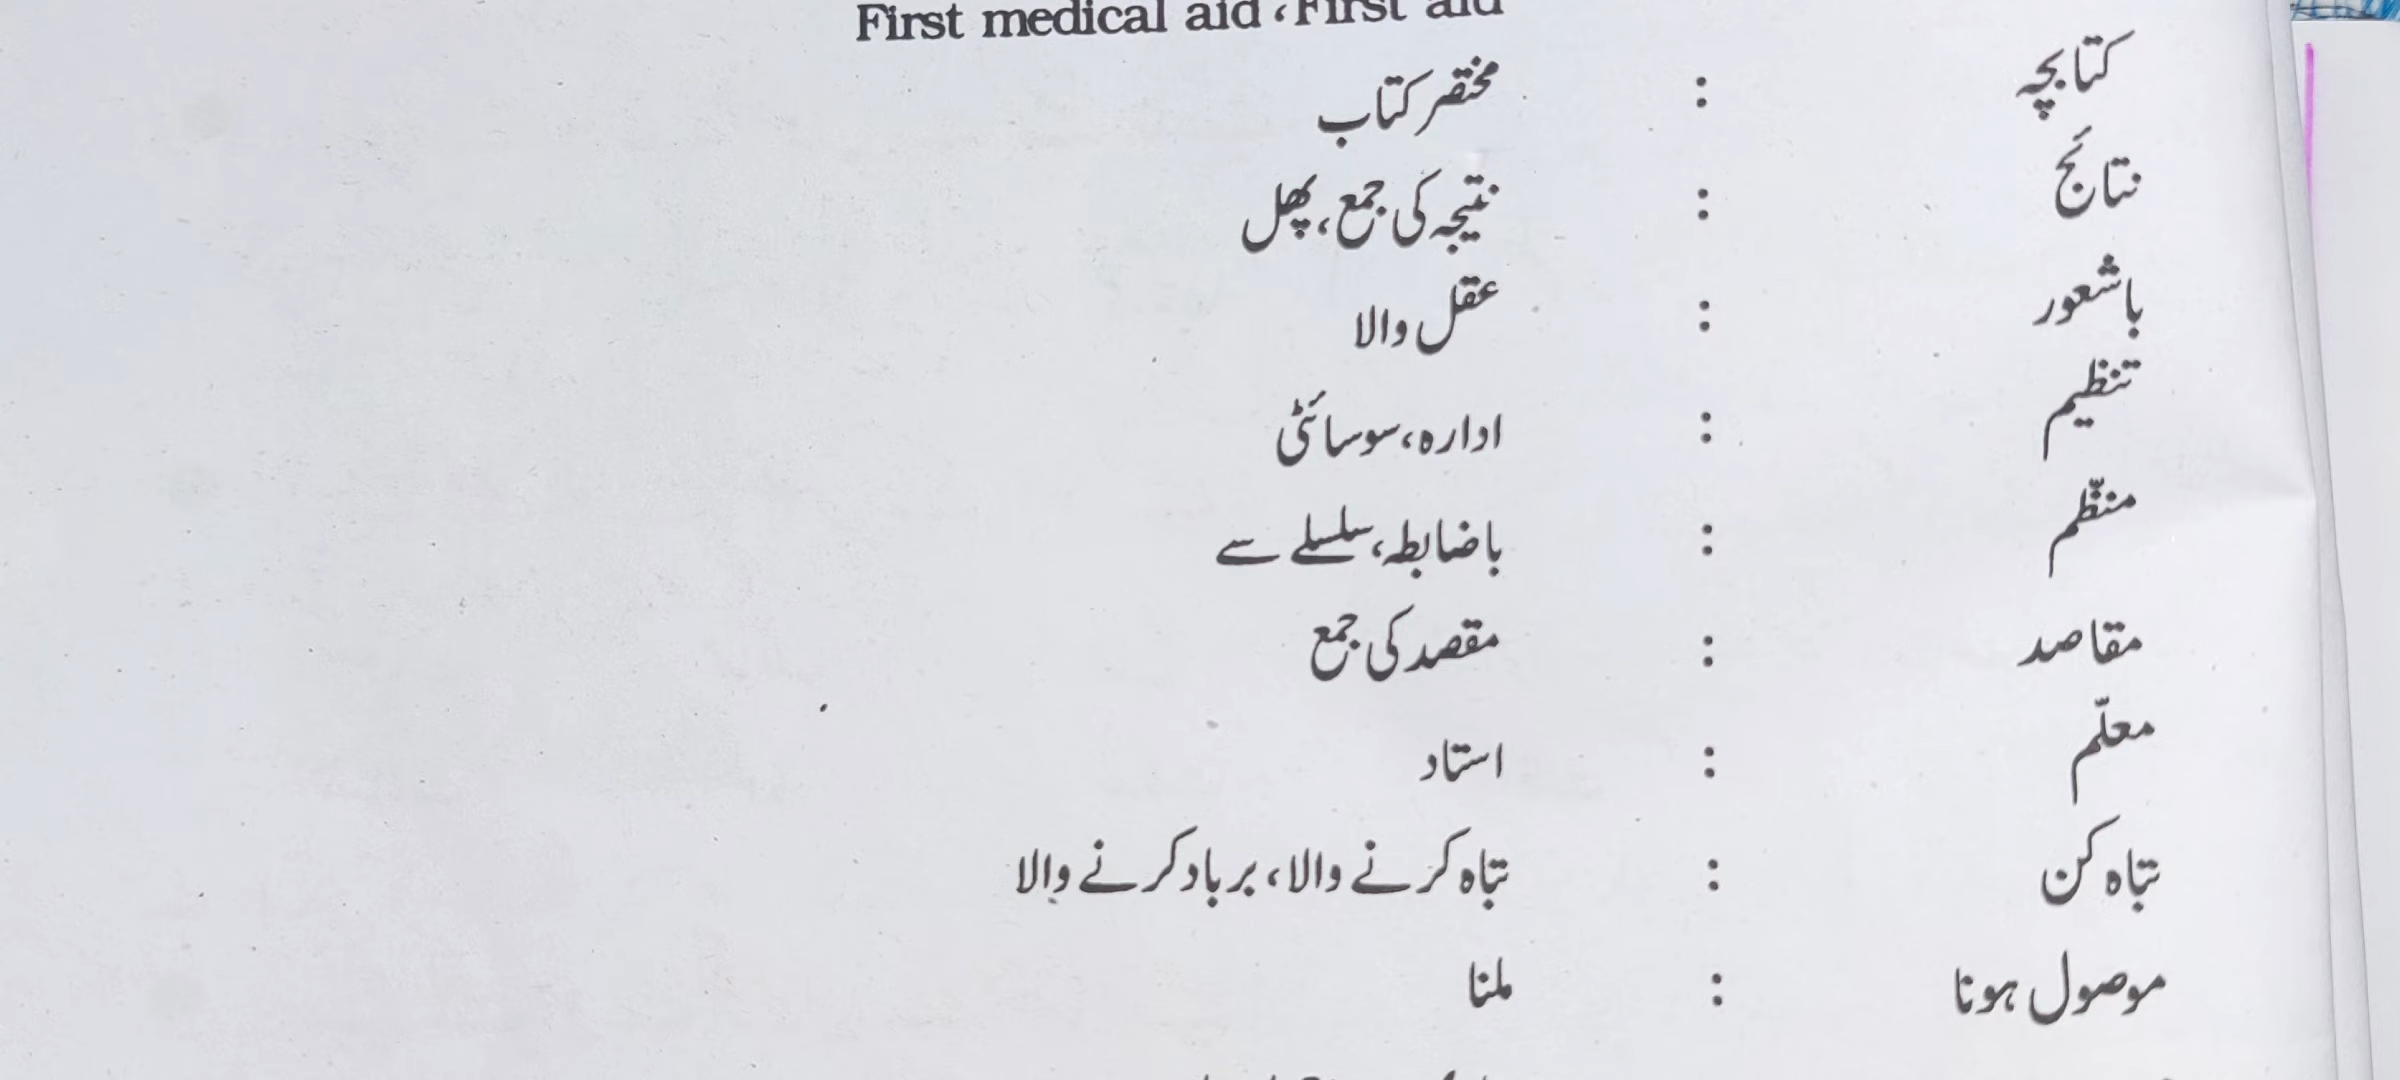 First medical aid، First aid
کتابچہ : مختصر کتاب
نتائج : نتیجہ کی جمع، پھل
باشعور : عقل والا
تنظیم : ادارہ، سوسائٹی
منظّم : باضابطہ، سلسلے سے
مقاصد : مقصد کی جمع
معلّم : استاد
تباہ کن : تباہ کرنے والا، برباد کرنے والا
موصول ہونا : ملنا